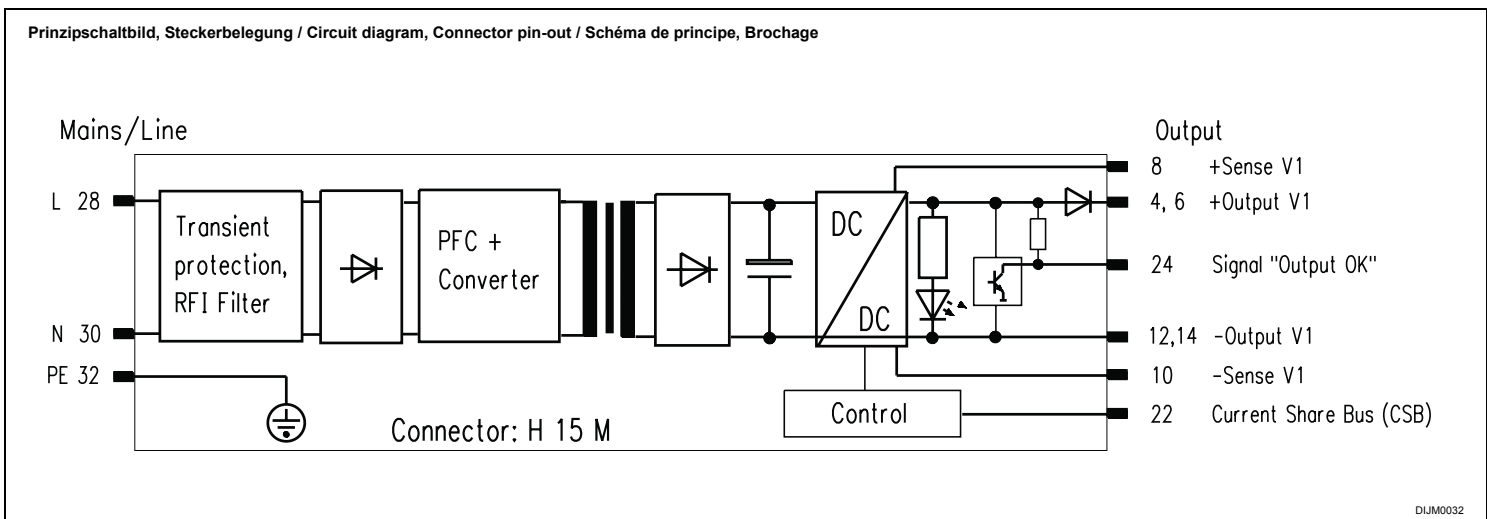 Prinzipschaltbild, Steckerbelegung / Circuit diagram, Connector pin-out / Schéma de principe, Brochage
Mains/Line
Output
L 28
N 30
PE 32
Transient
protection,
RFI Filter
PFC +
Converter
DC
DC
Control
Connector: H 15 M
8 +Sense V1
4, 6 +Output V1
24 Signal "Output OK"
12,14 -Output V1
10 -Sense V1
22 Current Share Bus (CSB)
DIJM0032